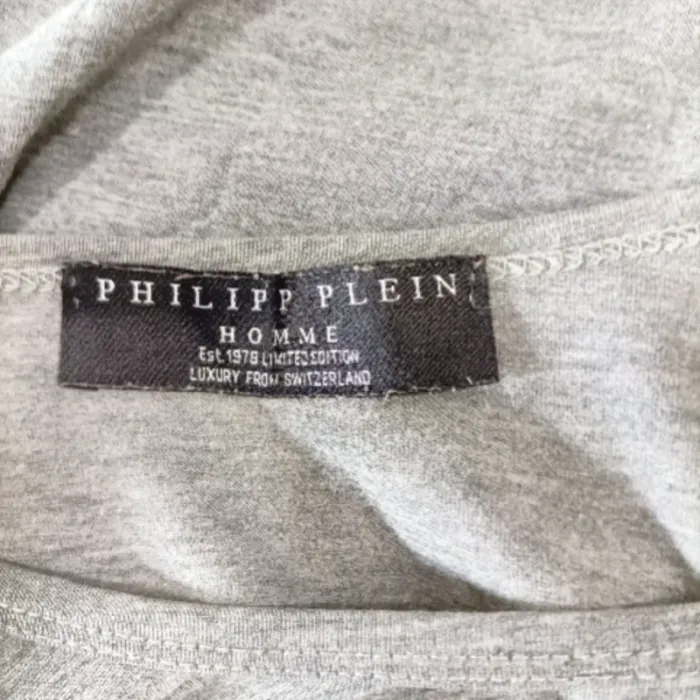 PHILIPP PLEIN
HOMME
Est.1978 LIMITED EDITION
LUXURY FROM SWITZERLAND